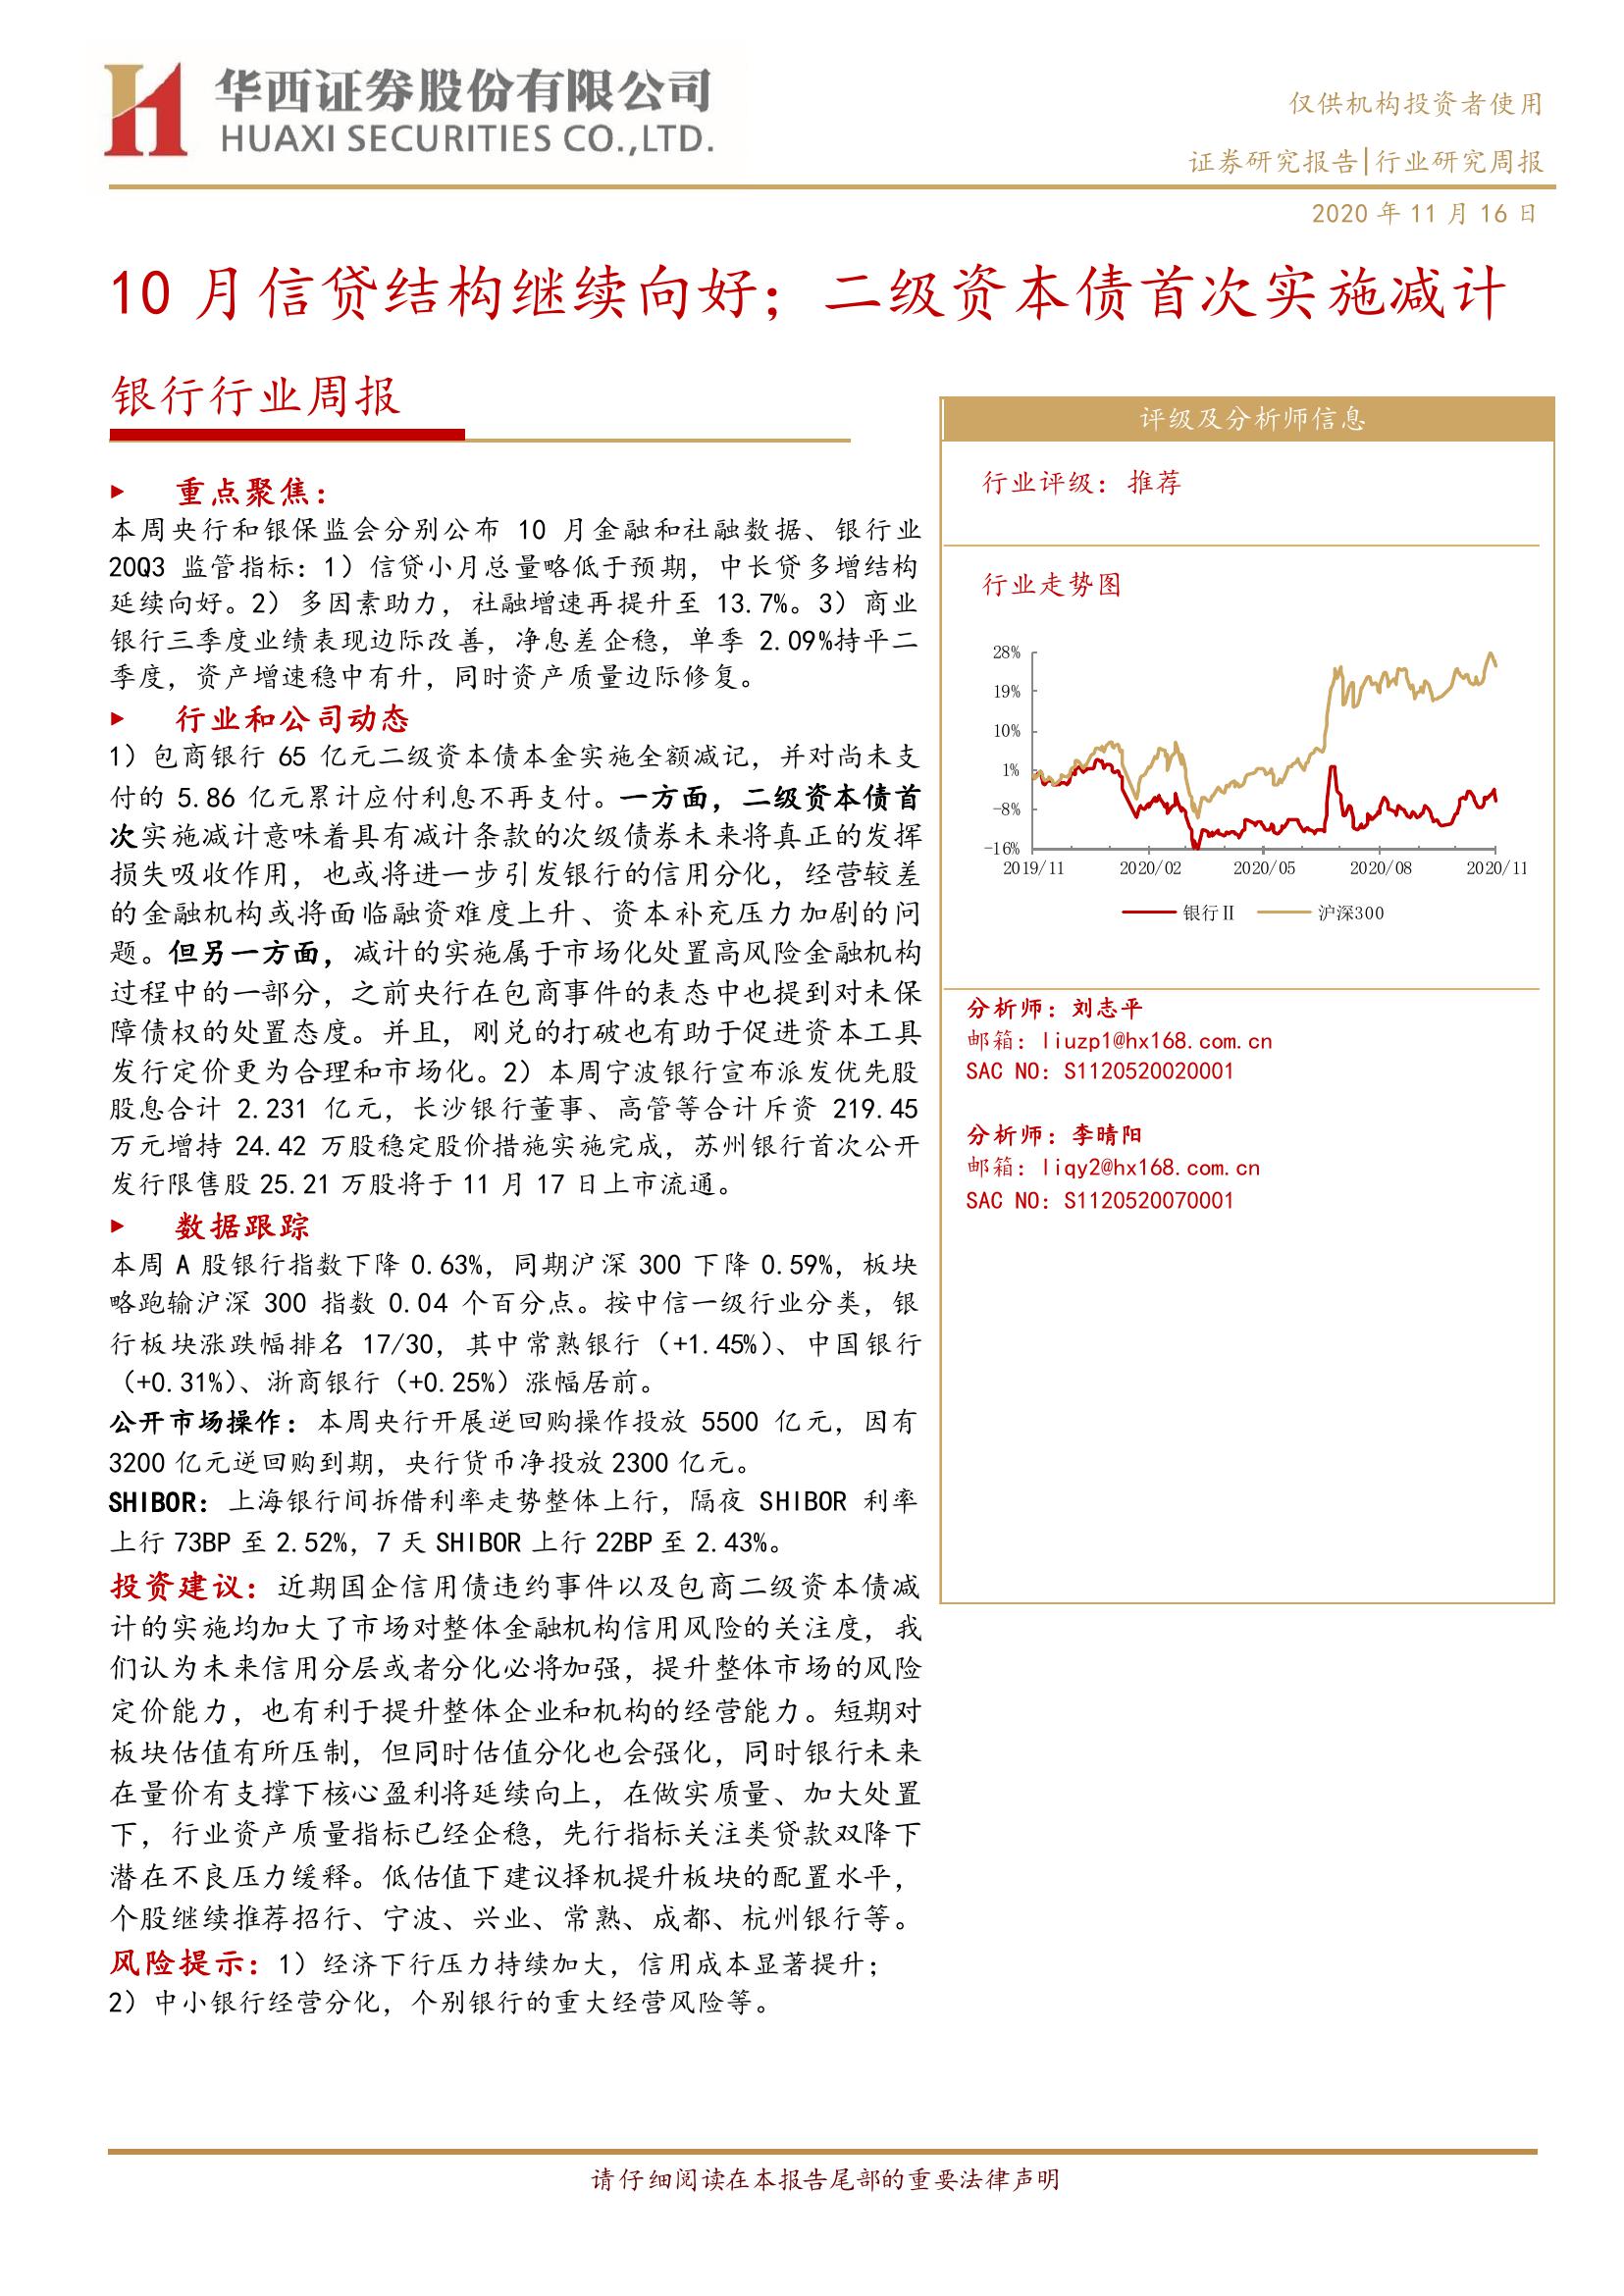 华西证券股份有限公司
HUAXI SECURITIES CO.,LTD.
仅供机构投资者使用
证券研究报告|行业研究周报
2020 年 11 月 16 日
10 月信贷结构继续向好；二级资本债首次实施减计
银行行业周报
重点聚焦：
本周央行和银保监会分别公布 10 月金融和社融数据、银行业
20Q3 监管指标：1）信贷小月总量略低于预期，中长贷多增结构
延续向好。2）多因素助力，社融增速再提升至 13.7%。3）商业
银行三季度业绩表现边际改善，净息差企稳，单季 2.09%持平二
季度，资产增速稳中有升，同时资产质量边际修复。
行业和公司动态
1）包商银行 65 亿元二级资本债本金实施全额减记，并对尚未支
付的 5.86 亿元累计应付利息不再支付。一方面，二级资本债首
次实施减计意味着具有减计条款的次级债券未来将真正的发挥
损失吸收作用，也或将进一步引发银行的信用分化，经营较差
的金融机构或将面临融资难度上升、资本补充压力加剧的问
题。但另一方面，减计的实施属于市场化处置高风险金融机构
过程中的一部分，之前央行在包商事件的表态中也提到对未保
障债权的处置态度。并且，刚兑的打破也有助于促进资本工具
发行定价更为合理和市场化。2）本周宁波银行宣布派发优先股
股息合计 2.231 亿元，长沙银行董事、高管等合计斥资 219.45
万元增持 24.42 万股稳定股价措施实施完成，苏州银行首次公开
发行限售股 25.21 万股将于 11 月 17 日上市流通。
数据跟踪
本周 A 股银行指数下降 0.63%，同期沪深 300 下降 0.59%，板块
略跑输沪深 300 指数 0.04 个百分点。按中信一级行业分类，银
行板块涨跌幅排名 17/30，其中常熟银行（+1.45%）、中国银行
（+0.31%）、浙商银行（+0.25%）涨幅居前。
公开市场操作：本周央行开展逆回购操作投放 5500 亿元，因有
3200 亿元逆回购到期，央行货币净投放 2300 亿元。
SHIBOR：上海银行间拆借利率走势整体上行，隔夜 SHIBOR 利率
上行 73BP 至 2.52%，7 天 SHIBOR 上行 22BP 至 2.43%。
投资建议：近期国企信用债违约事件以及包商二级资本债减
计的实施均加大了市场对整体金融机构信用风险的关注度，我
们认为未来信用分层或者分化必将加强，提升整体市场的风险
定价能力，也有利于提升整体企业和机构的经营能力。短期对
板块估值有所压制，但同时估值分化也会强化，同时银行未来
在量价有支撑下核心盈利将延续向上，在做实质量、加大处置
下，行业资产质量指标已经企稳，先行指标关注类贷款双降下
潜在不良压力缓释。低估值下建议择机提升板块的配置水平，
个股继续推荐招行、宁波、兴业、常熟、成都、杭州银行等。
风险提示：1）经济下行压力持续加大，信用成本显著提升；
2）中小银行经营分化，个别银行的重大经营风险等。
评级及分析师信息
行业评级：推荐
行业走势图
28%
19%
10%
1%
-8%
-16%
2019/11 2020/02 2020/05 2020/08 2020/11
银行Ⅱ 沪深300
分析师：刘志平
邮箱：liuzp1@hx168.com.cn
SAC NO：S1120520020001
分析师：李晴阳
邮箱：liqy2@hx168.com.cn
SAC NO：S1120520070001
请仔细阅读在本报告尾部的重要法律声明